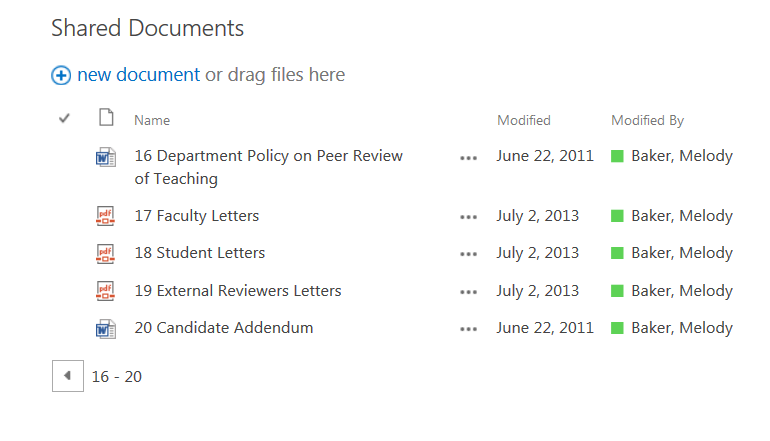 Shared Documents
new document or drag files here
Name Modified Modified By
16 Department Policy on Peer Review ••• June 22, 2011 Baker, Melody
of Teaching
pdf 17 Faculty Letters ••• July 2, 2013 Baker, Melody
pdf 18 Student Letters ••• July 2, 2013 Baker, Melody
pdf 19 External Reviewers Letters ••• July 2, 2013 Baker, Melody
20 Candidate Addendum ••• June 22, 2011 Baker, Melody
16 - 20